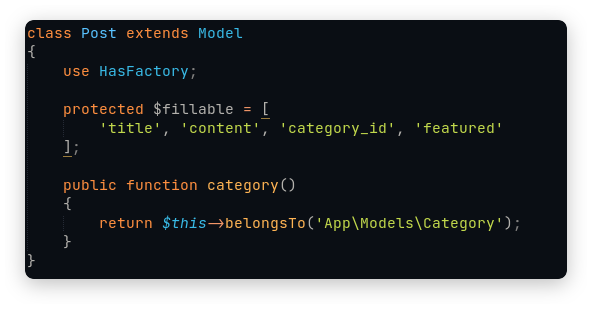 class Post extends Model
{
    use HasFactory;

    protected $fillable = [
        'title', 'content', 'category_id', 'featured'
    ];

    public function category()
    {
        return $this->belongsTo('App\Models\Category');
    }
}